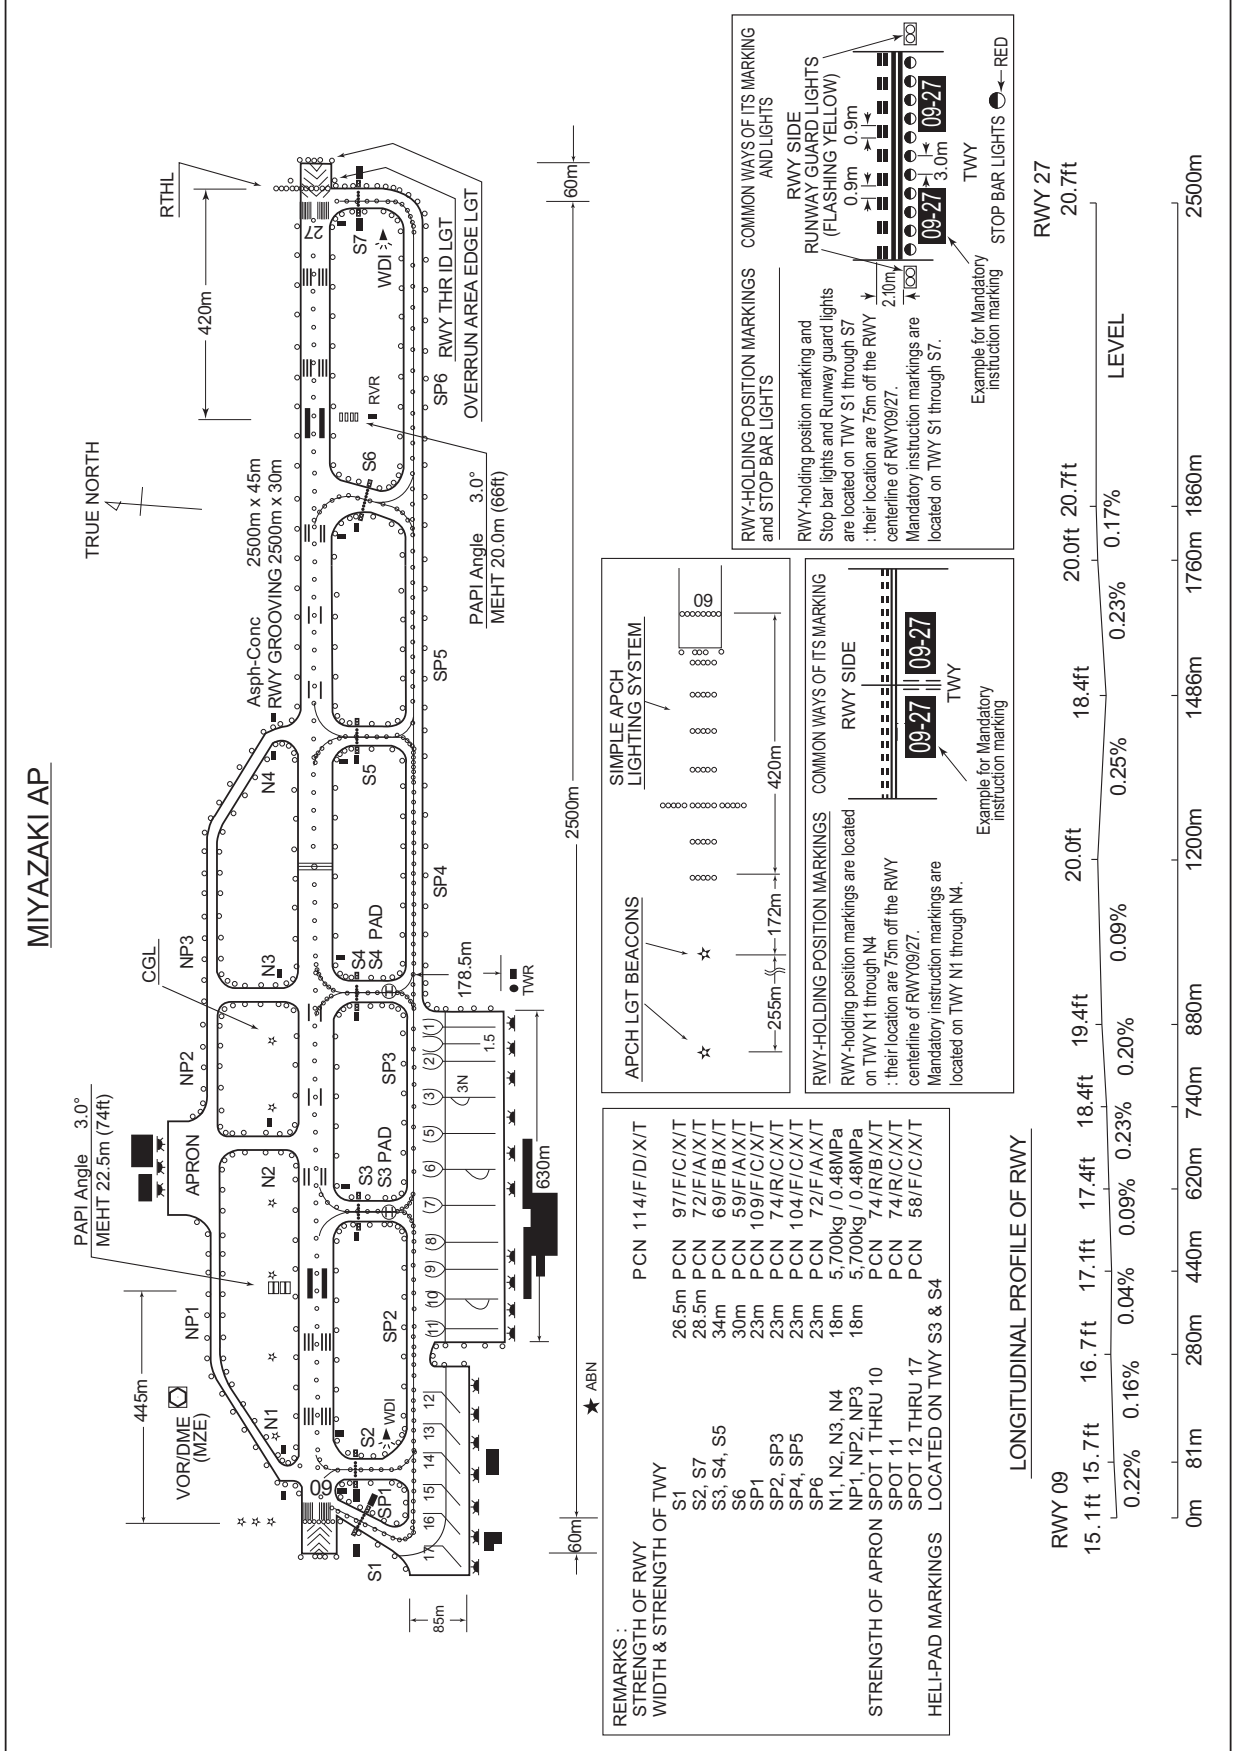 MIYAZAKI AP
TRUE NORTH
RTHL
420m
PAPI Angle 3.0°
MEHT 22.5m (74ft)
CGL
Asph-Conc 2500m x 45m
RWY GROOVING 2500m x 30m
445m
VOR/DME
(MZE)
NP1
APRON
NP2
NP3
N1
N2
N3
N4
09
27
S1
SP1
S2
WDI
SP2
S3
S3 PAD
H
SP3
S4
S4 PAD
H
SP4
S5
SP5
S6
RVR
SP6
S7
WDI
RWY THR ID LGT
OVERRUN AREA EDGE LGT
PAPI Angle 3.0°
MEHT 20.0m (66ft)
17
16
15
14
13
12
11
10
9
8
7
6
5
3
3N
2
1.5
1
178.5m
TWR
85m
630m
ABN
60m
2500m
60m
REMARKS :
STRENGTH OF RWY PCN 114/F/D/X/T
WIDTH & STRENGTH OF TWY
S1 26.5m PCN 97/F/C/X/T
S2, S7 28.5m PCN 72/F/A/X/T
S3, S4, S5 34m PCN 69/F/B/X/T
S6 30m PCN 59/F/A/X/T
SP1 23m PCN 109/F/C/X/T
SP2, SP3 23m PCN 74/R/C/X/T
SP4, SP5 23m PCN 104/F/C/X/T
SP6 23m PCN 72/F/A/X/T
N1, N2, N3, N4 18m 5,700kg / 0.48MPa
NP1, NP2, NP3 18m 5,700kg / 0.48MPa
STRENGTH OF APRON SPOT 1 THRU 10 PCN 74/R/B/X/T
SPOT 11 PCN 74/R/C/X/T
SPOT 12 THRU 17 PCN 58/F/C/X/T
HELI-PAD MARKINGS LOCATED ON TWY S3 & S4
APCH LGT BEACONS
SIMPLE APCH
LIGHTING SYSTEM
09
255m
172m
420m
RWY-HOLDING POSITION MARKINGS
RWY-holding position markings are located
on TWY N1 through N4
: their location are 75m off the RWY
centerline of RWY09/27.
Mandatory instruction markings are
located on TWY N1 through N4.
COMMON WAYS OF ITS MARKING
RWY SIDE
09-27 09-27
TWY
Example for Mandatory
instruction marking
RWY-HOLDING POSITION MARKINGS
and STOP BAR LIGHTS
RWY-holding position marking and
Stop bar lights and Runway guard lights
are located on TWY S1 through S7
: their location are 75m off the RWY
centerline of RWY09/27.
Mandatory instruction markings are
located on TWY S1 through S7.
COMMON WAYS OF ITS MARKING
AND LIGHTS
RWY SIDE
RUNWAY GUARD LIGHTS
(FLASHING YELLOW)
0.9m 0.9m
2.10m
09-27 09-27
3.0m
TWY
STOP BAR LIGHTS RED
Example for Mandatory
instruction marking
LONGITUDINAL PROFILE OF RWY
RWY 09
RWY 27
15.1ft 15.7ft 16.7ft 17.1ft 17.4ft 18.4ft 19.4ft 20.0ft 18.4ft 20.0ft 20.7ft 20.7ft
0.22% 0.16% 0.04% 0.09% 0.23% 0.20% 0.09% 0.25% 0.23% 0.17% LEVEL
0m 81m 280m 440m 620m 740m 880m 1200m 1486m 1760m 1860m 2500m